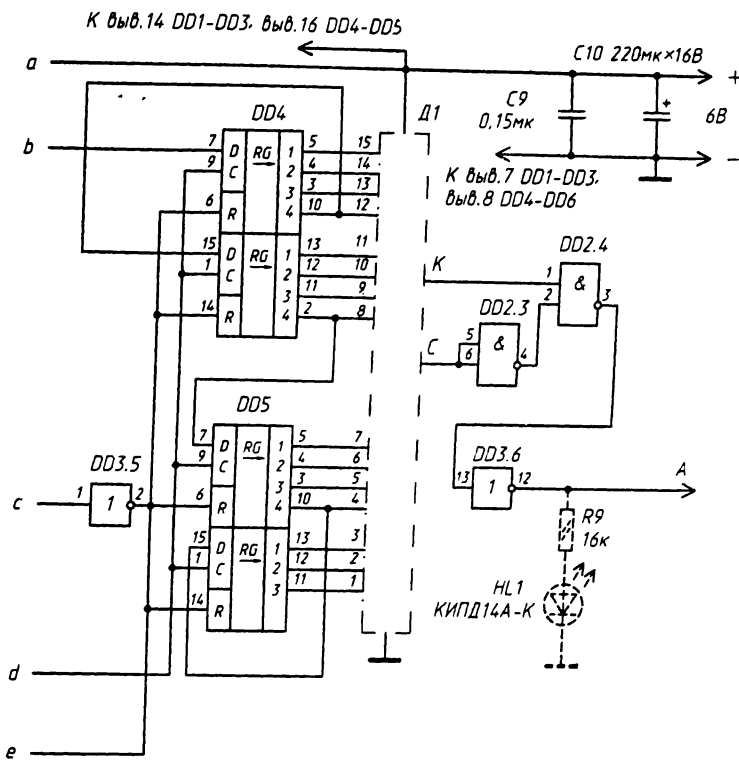 К выв.14 DD1-DD3, выв.16 DD4-DD5
a
C10 220мк×16В
+
DD4
Д1
C9
0,15мк
+
6В
b
7
9
6
15
1
14
D
C
R
D
C
R
RG
RG
1
2
3
4
1
2
3
4
5
4
3
10
13
12
11
2
15
14
13
12
11
10
9
8
–
К выв.7 DD1-DD3,
выв.8 DD4-DD6
DD2.4
К
1
2
&
3
DD2.3
С
5
6
&
4
DD5
7
9
6
15
1
14
D
C
R
D
C
R
RG
RG
1
2
3
4
1
2
3
5
4
3
10
13
12
11
7
6
5
4
3
2
1
DD3.5
c
1
1
2
DD3.6
13
1
12
А
R9
16к
HL1
КИПД14А-К
d
e